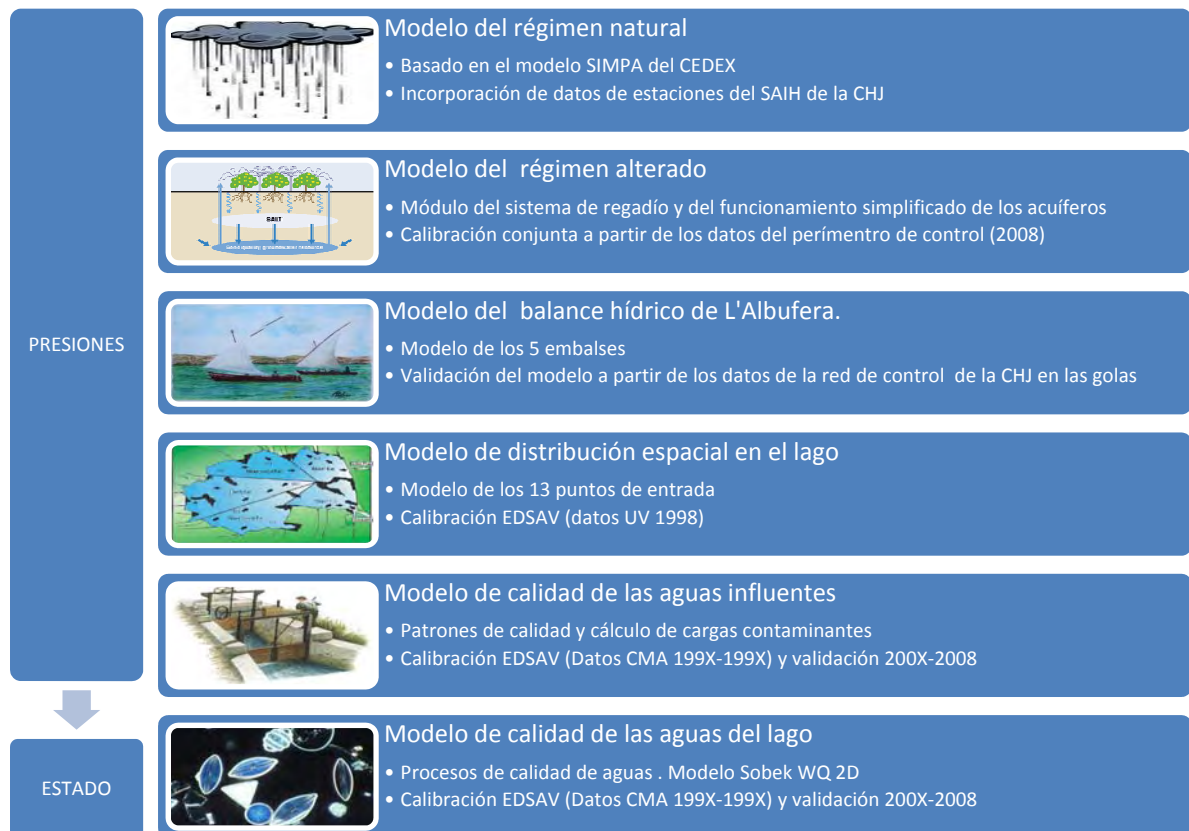 PRESIONES
Modelo del régimen natural
• Basado en el modelo SIMPA del CEDEX
• Incorporación de datos de estaciones del SAIH de la CHJ
Modelo del régimen alterado
• Módulo del sistema de regadío y del funcionamiento simplificado de los acuíferos
• Calibración conjunta a partir de los datos del perímentro de control (2008)
Modelo del balance hídrico de L'Albufera.
• Modelo de los 5 embalses
• Validación del modelo a partir de los datos de la red de control de la CHJ en las golas
Modelo de distribución espacial en el lago
• Modelo de los 13 puntos de entrada
• Calibración EDSAV (datos UV 1998)
Modelo de calidad de las aguas influentes
• Patrones de calidad y cálculo de cargas contaminantes
• Calibración EDSAV (Datos CMA 199X-199X) y validación 200X-2008
ESTADO
Modelo de calidad de las aguas del lago
• Procesos de calidad de aguas . Modelo Sobek WQ 2D
• Calibración EDSAV (Datos CMA 199X-199X) y validación 200X-2008